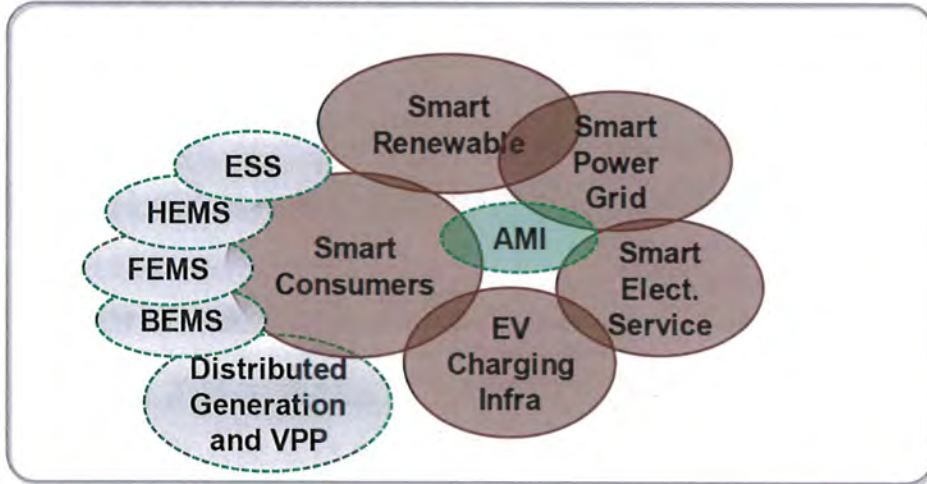 Smart
Renewable
Smart
Power
Grid
ESS
HEMS
FEMS
BEMS
Smart
Consumers
AMI
Smart
Elect.
Service
EV
Charging
Infra
Distributed
Generation
and VPP